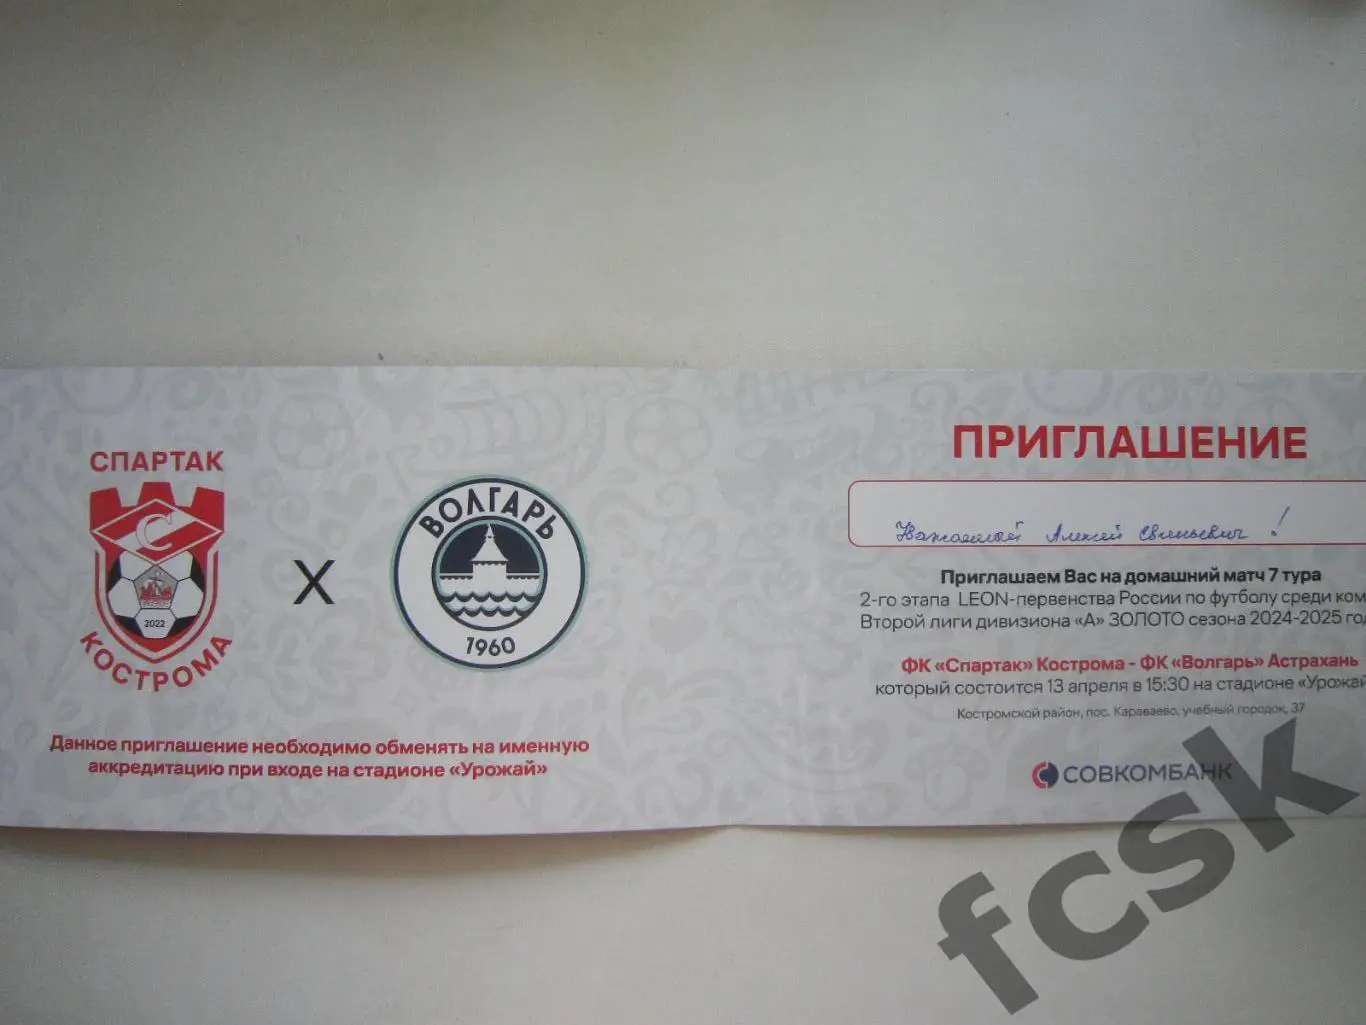 СПАРТАК
С
2022
КОСТРОМА
X
ВОЛГАРЬ
1960
Данное приглашение необходимо обменять на именную
аккредитацию при входе на стадионе «Урожай»
ПРИГЛАШЕНИЕ
Уважаемый Алексей !
Приглашаем Вас на домашний матч 7 тура
2-го этапа LEON-первенства России по футболу среди ком
Второй лиги дивизиона «А» ЗОЛОТО сезона 2024-2025 год
ФК «Спартак» Кострома - ФК «Волгарь» Астрахань
который состоится 13 апреля в 15:30 на стадионе «Урожай
Костромской район, пос. Караваево, учебный городок, 37
СОВКОМБАНК
fcsk